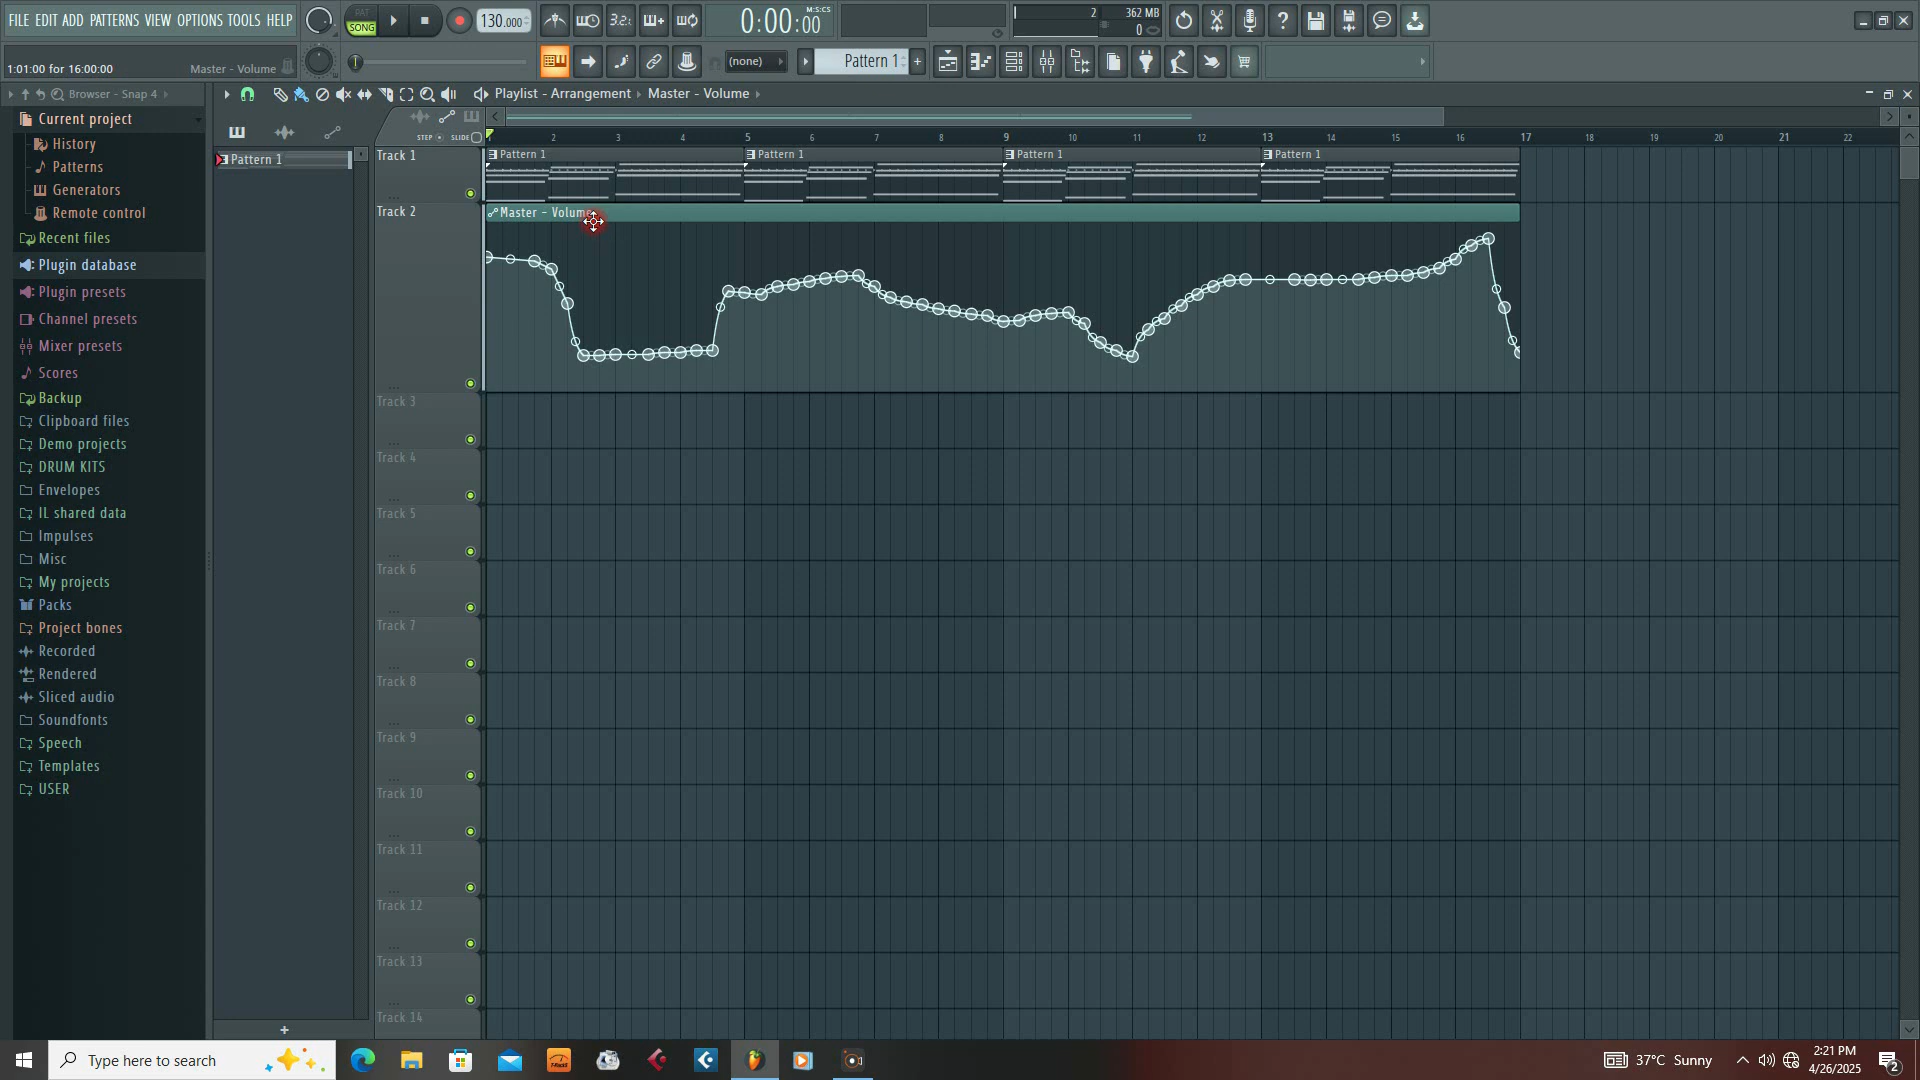 FILE EDIT ADD PATTERNS VIEW OPTIONS TOOLS HELP
PAT
SONG
130.000
3.2.
0:00:00
M:S:CS
2
362 MB
0
1:01:00 for 16:00:00
Master - Volume
(none)
Pattern 1
+
Browser - Snap 4
Playlist - Arrangement
Master - Volume
STEP
SLIDE
2 3 4 5 6 7 8 9 10 11 12 13 14 15 16 17 18 19 20 21 22
Current project
History
Patterns
Generators
Remote control
Recent files
Plugin database
Plugin presets
Channel presets
Mixer presets
Scores
Backup
Clipboard files
Demo projects
DRUM KITS
Envelopes
IL shared data
Impulses
Misc
My projects
Packs
Project bones
Recorded
Rendered
Sliced audio
Soundfonts
Speech
Templates
USER
Pattern 1
+
Track 1
Pattern 1
Pattern 1
Pattern 1
Pattern 1
Track 2
Master - Volume
Track 3
Track 4
Track 5
Track 6
Track 7
Track 8
Track 9
Track 10
Track 11
Track 12
Track 13
Track 14
Type here to search
37°C Sunny
2:21 PM
4/26/2025
2